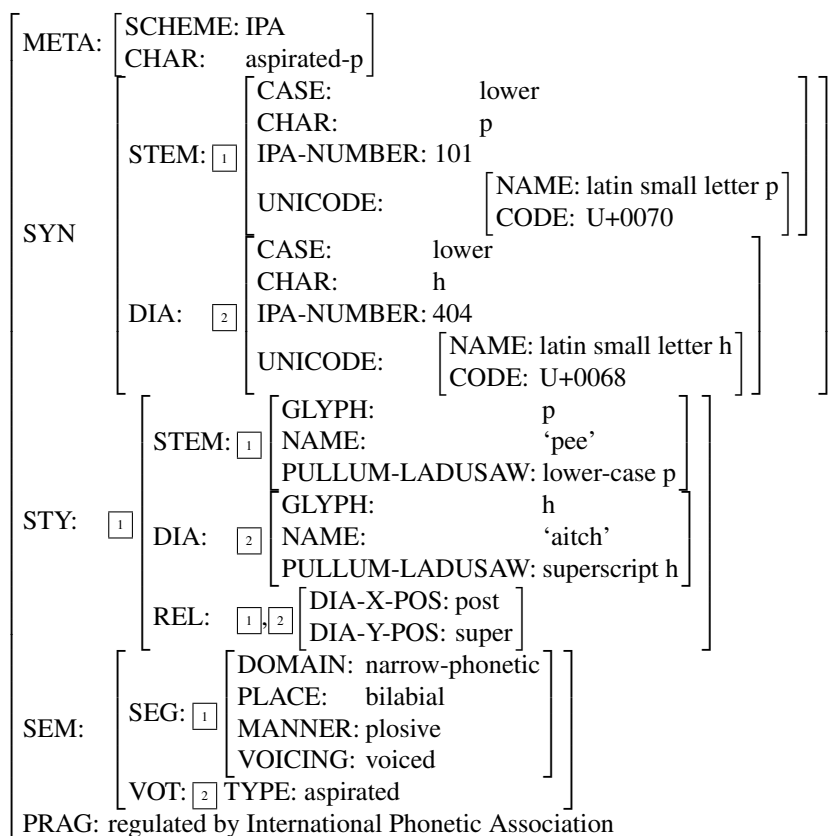 META: SCHEME: IPA
CHAR: aspirated-p
SYN
STEM: 1
CASE: lower
CHAR: p
IPA-NUMBER: 101
UNICODE: NAME: latin small letter p
CODE: U+0070
DIA: 2
CASE: lower
CHAR: h
IPA-NUMBER: 404
UNICODE: NAME: latin small letter h
CODE: U+0068
STY: 1
STEM: 1
GLYPH: p
NAME: ‘pee’
PULLUM-LADUSAW: lower-case p
DIA: 2
GLYPH: h
NAME: ‘aitch’
PULLUM-LADUSAW: superscript h
REL: 1,2
DIA-X-POS: post
DIA-Y-POS: super
SEM:
SEG: 1
DOMAIN: narrow-phonetic
PLACE: bilabial
MANNER: plosive
VOICING: voiced
VOT: 2 TYPE: aspirated
PRAG: regulated by International Phonetic Association